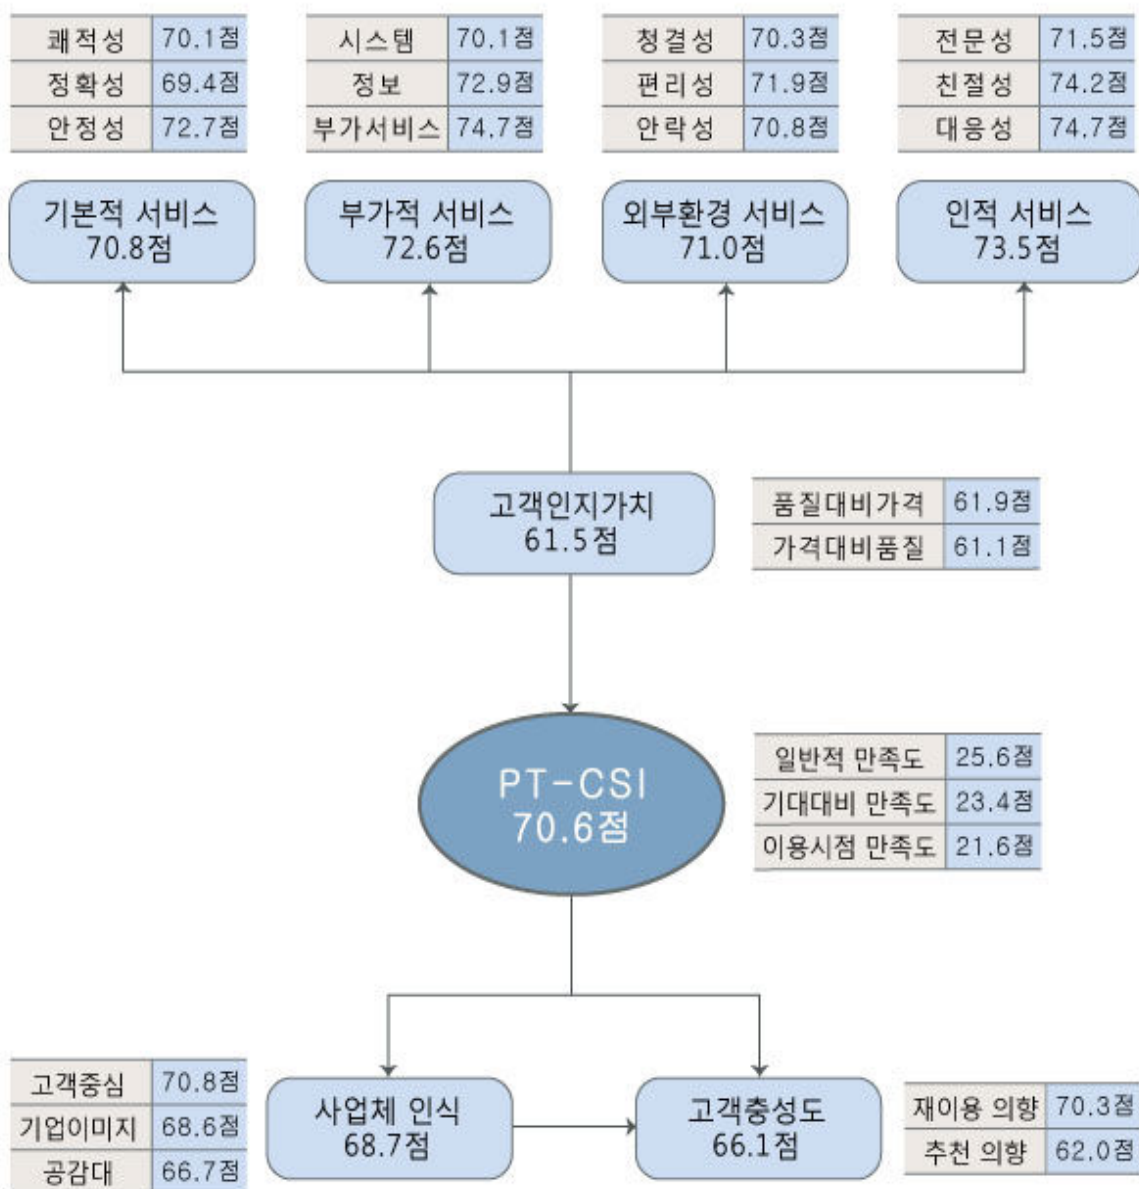 쾌적성 70.1점
정확성 69.4점
안정성 72.7점
시스템 70.1점
정보 72.9점
부가서비스 74.7점
청결성 70.3점
편리성 71.9점
안락성 70.8점
전문성 71.5점
친절성 74.2점
대응성 74.7점
기본적 서비스
70.8점
부가적 서비스
72.6점
외부환경 서비스
71.0점
인적 서비스
73.5점
고객인지가치
61.5점
품질대비가격 61.9점
가격대비품질 61.1점
PT-CSI
70.6점
일반적 만족도 25.6점
기대대비 만족도 23.4점
이용시점 만족도 21.6점
고객중심 70.8점
기업이미지 68.6점
공감대 66.7점
사업체 인식
68.7점
고객충성도
66.1점
재이용 의향 70.3점
추천 의향 62.0점